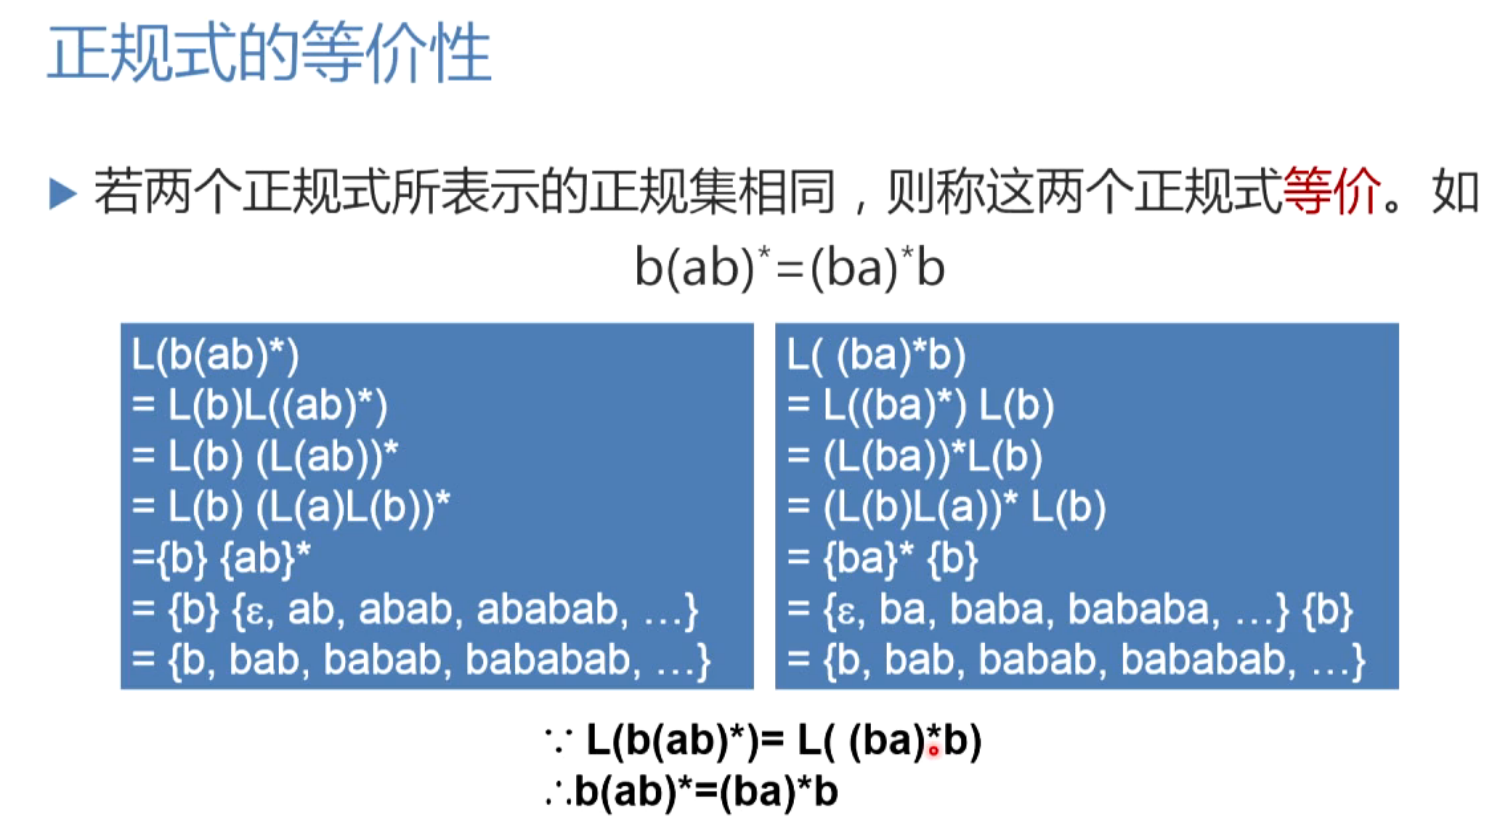 正规式的等价性
若两个正规式所表示的正规集相同，则称这两个正规式等价。如
b(ab)*=(ba)*b
L(b(ab)*)
= L(b)L((ab)*)
= L(b) (L(ab))*
= L(b) (L(a)L(b))*
={b} {ab}*
= {b} {ε, ab, abab, ababab, …}
= {b, bab, babab, bababab, …}
L( (ba)*b)
= L((ba)*) L(b)
= (L(ba))*L(b)
= (L(b)L(a))* L(b)
= {ba}* {b}
= {ε, ba, baba, bababa, …} {b}
= {b, bab, babab, bababab, …}
∵ L(b(ab)*)= L( (ba)*b)
∴b(ab)*=(ba)*b